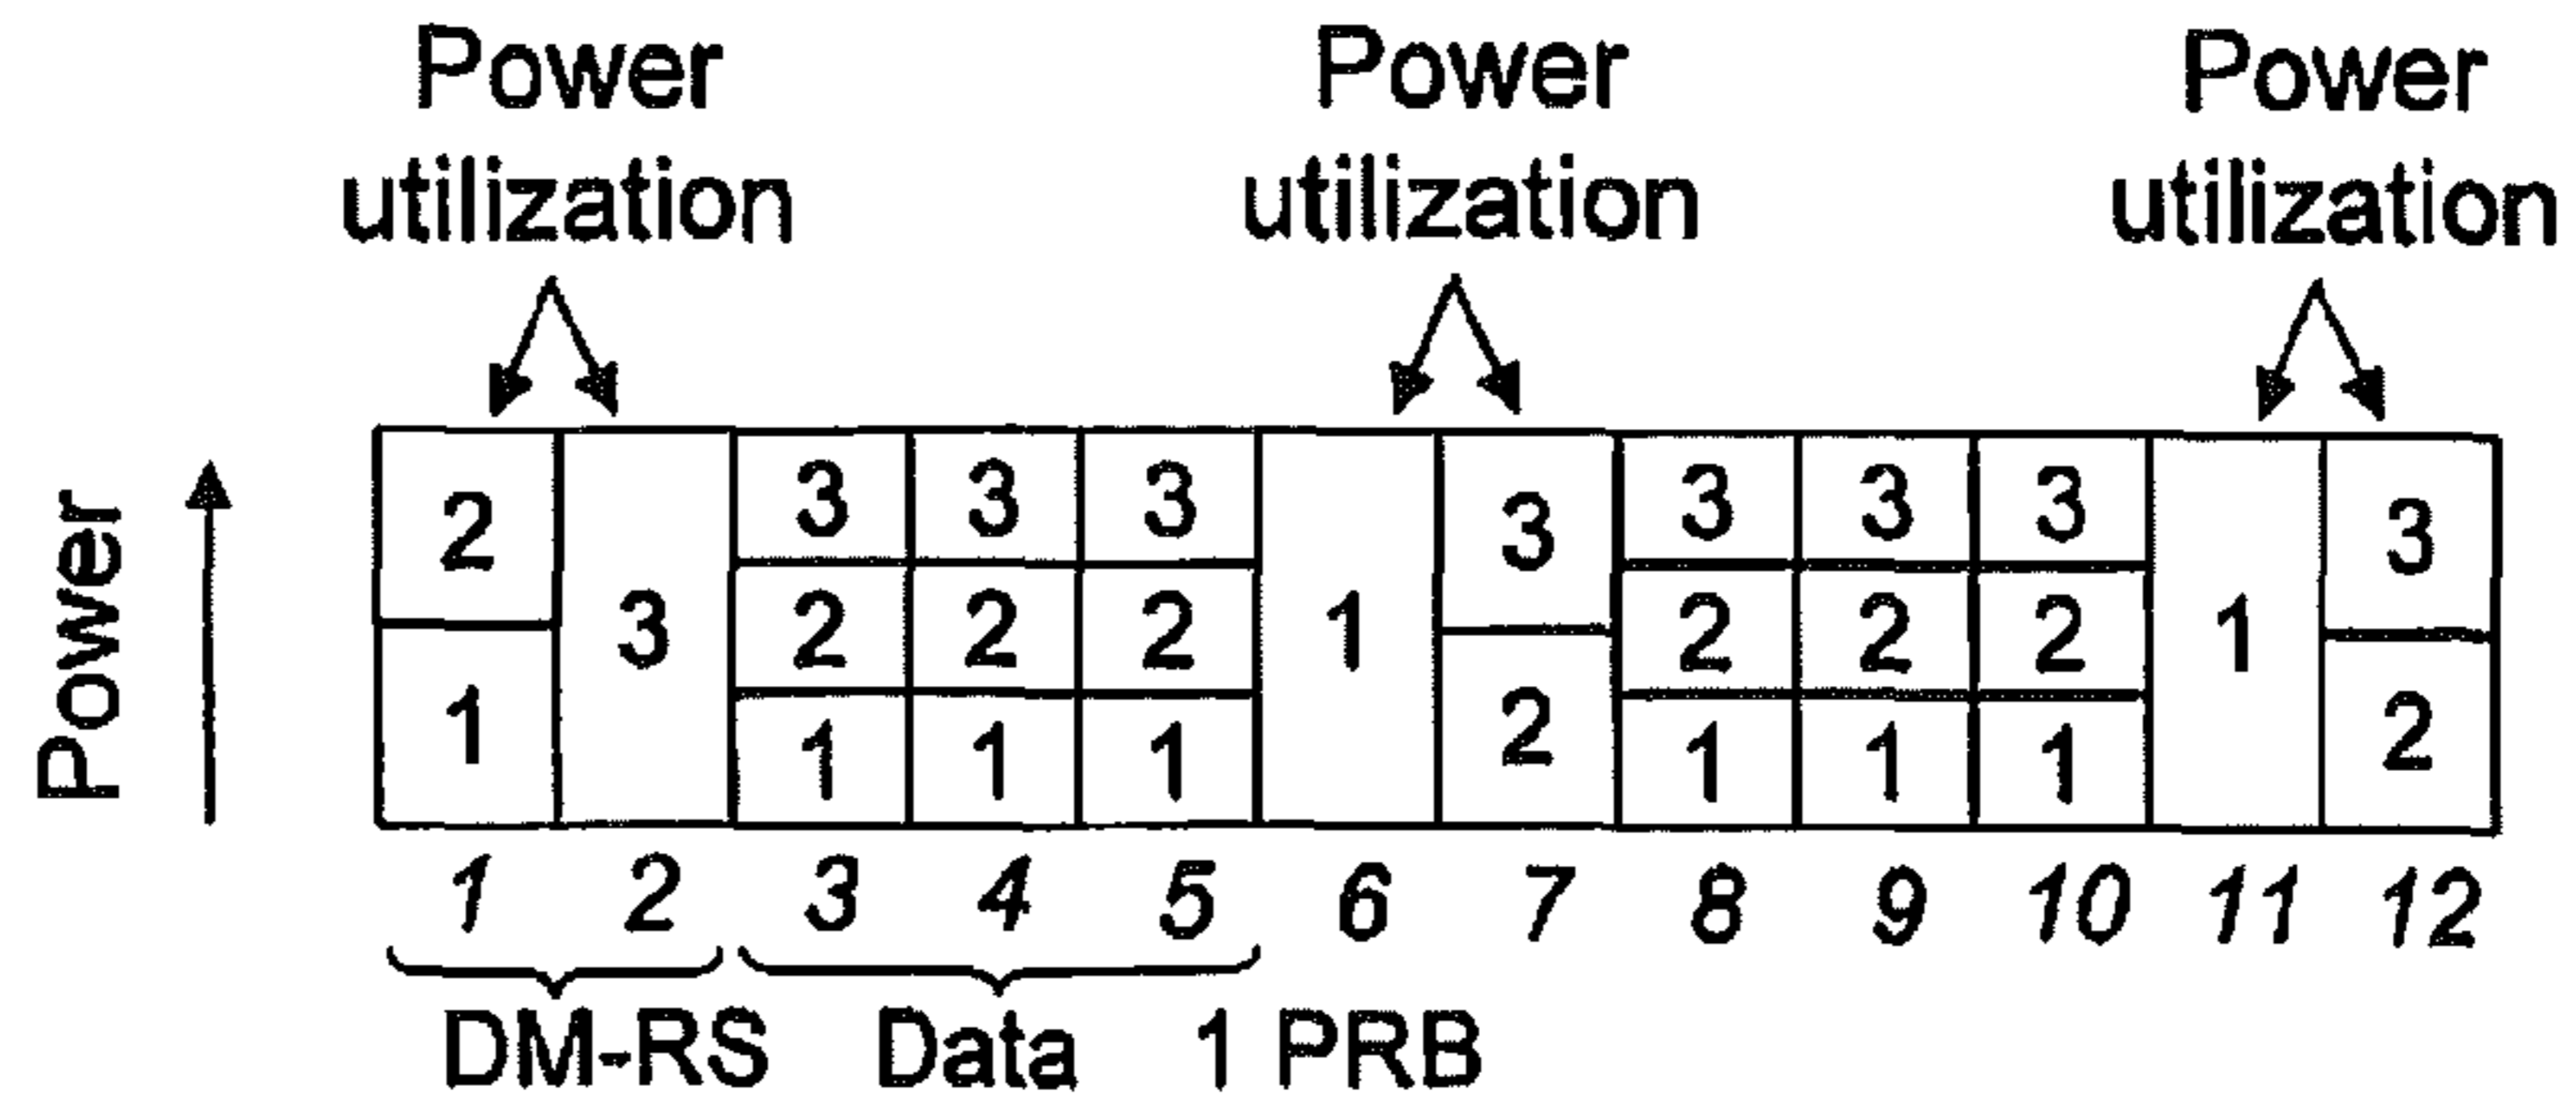 Power Power Power
utilization utilization utilization
Power
2 3 3 3 3 3 3 3 3
3 2 2 2 1 2 2 2 1
1 1 1 1 2 1 1 1 2
1 2 3 4 5 6 7 8 9 10 11 12
DM-RS Data 1 PRB